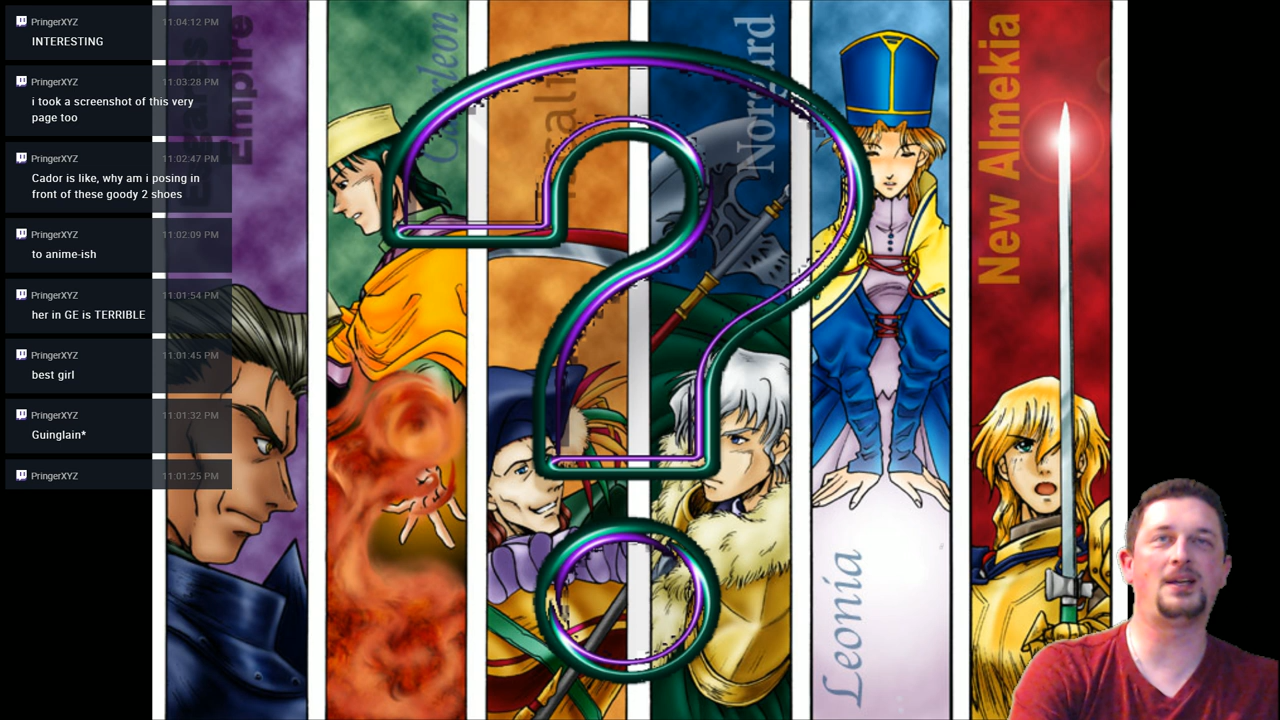 PringerXYZ 11:04:12 PM
INTERESTING
PringerXYZ 11:03:28 PM
i took a screenshot of this very
page too
PringerXYZ 11:02:47 PM
Cador is like, why am i posing in
front of these goody 2 shoes
PringerXYZ 11:02:09 PM
to anime-ish
PringerXYZ 11:01:54 PM
her in GE is TERRIBLE
PringerXYZ 11:01:45 PM
best girl
PringerXYZ 11:01:32 PM
Guinglain*
PringerXYZ 11:01:25 PM
Empire
Leonia
New Almekia